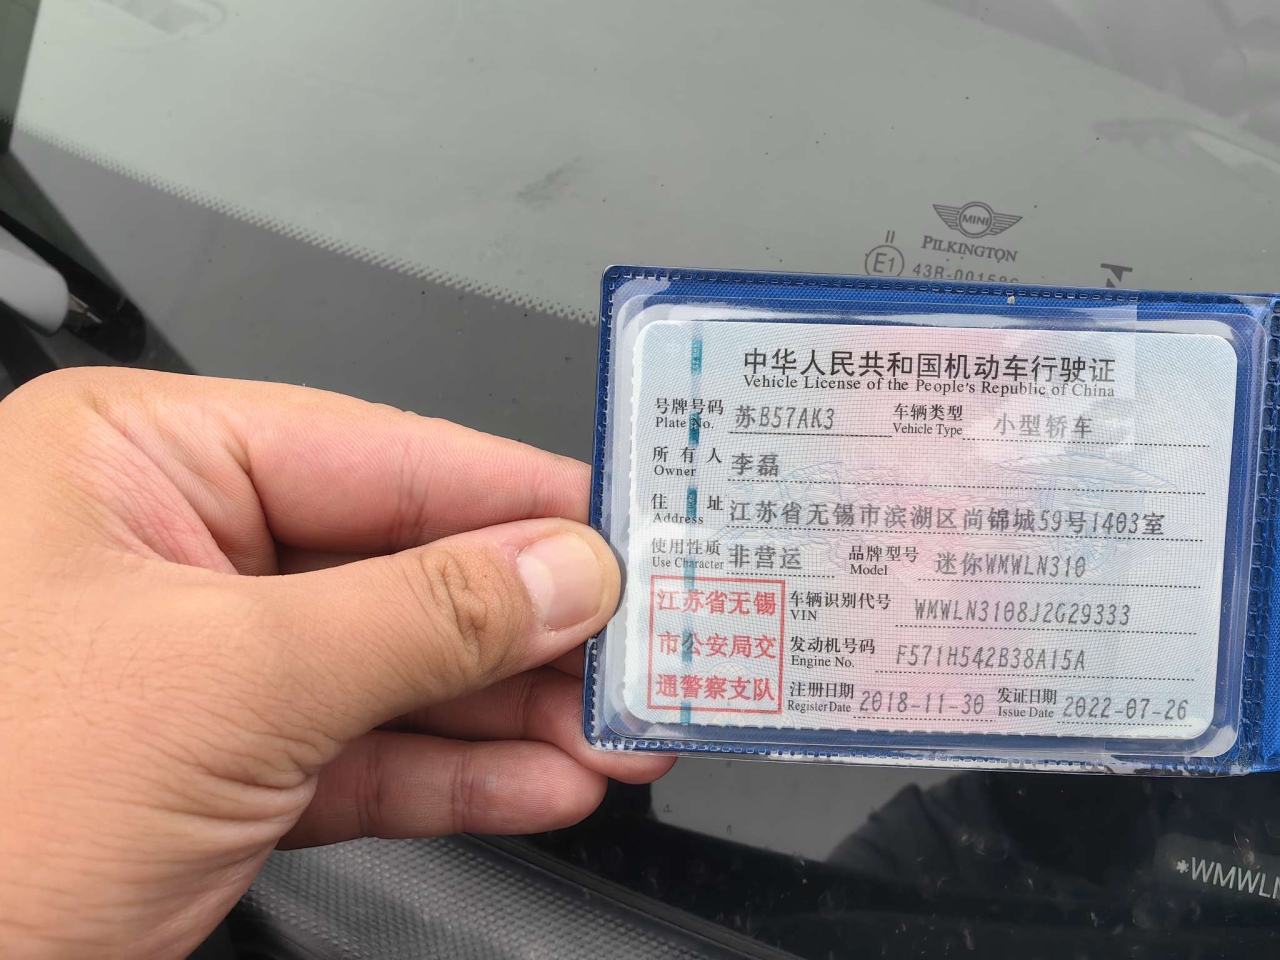 MINI
PILKINGTON
II
E1 43R-001586
中华人民共和国机动车行驶证
Vehicle License of the People's Republic of China
号牌号码 苏B57AK3 车辆类型 小型轿车
Plate No. Vehicle Type
所有人 李磊
Owner
住址 江苏省无锡市滨湖区尚锦城59号1403室
Address
使用性质 非营运 品牌型号 迷你WMWLN310
Use Character Model
江苏省无锡
市公安局交
通警察支队
车辆识别代号 WMWLN3108J2G29333
VIN
发动机号码 F571H542B38A15A
Engine No.
注册日期 2018-11-30 发证日期 2022-07-26
Register Date Issue Date
*WMWLN